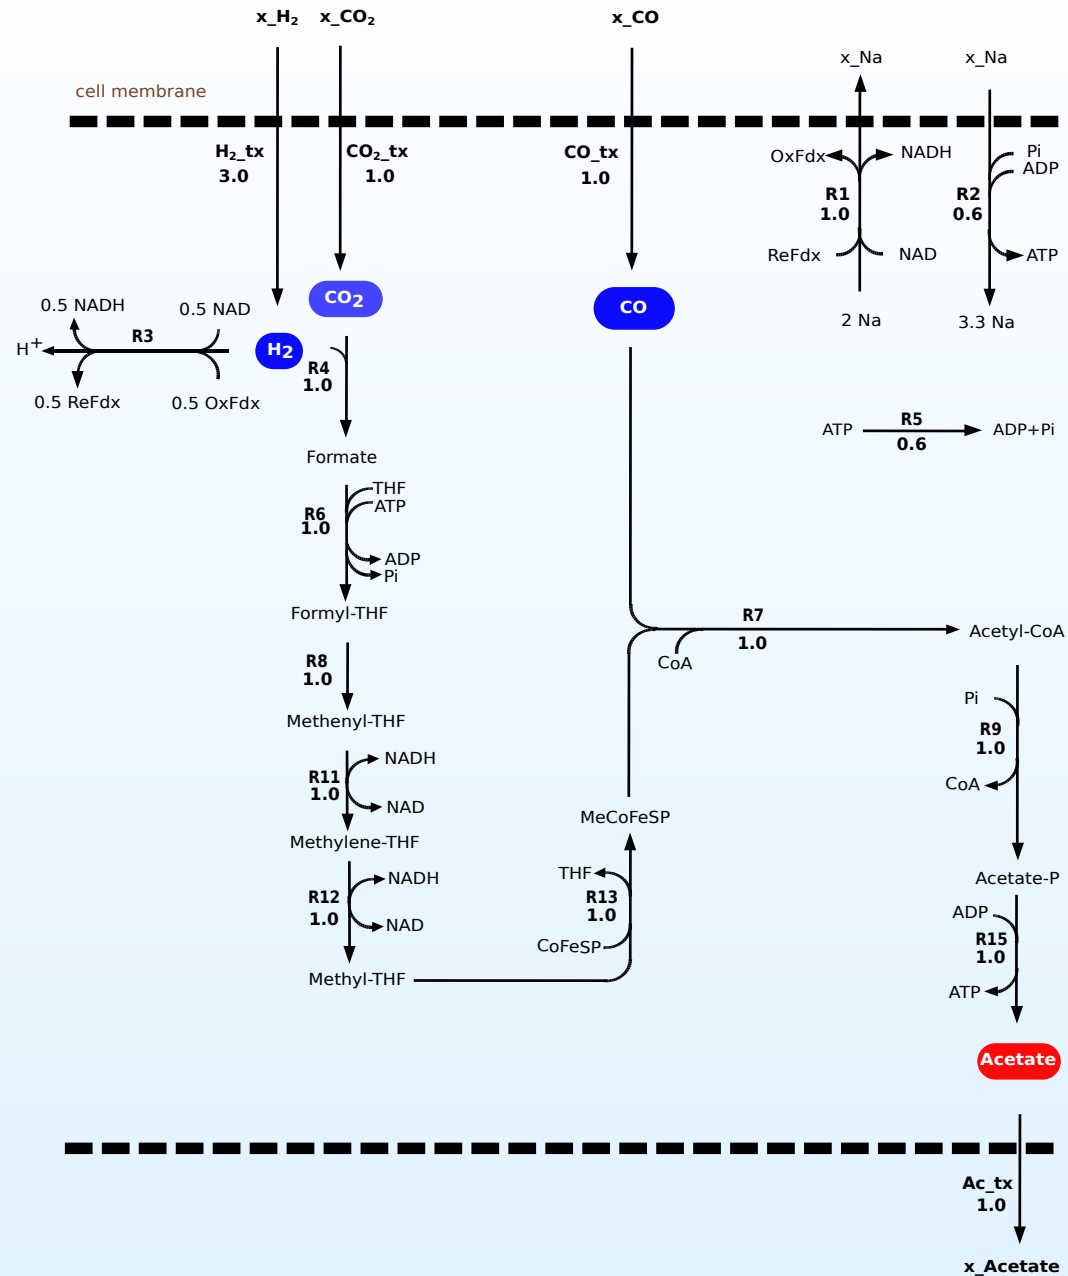 x_H₂ x_CO₂ x_CO
x_Na x_Na
cell membrane
H₂_tx
3.0
CO₂_tx
1.0
CO_tx
1.0
OxFdx NADH
R1
1.0
ReFdx NAD
2 Na
Pi
ADP
R2
0.6
ATP
3.3 Na
CO₂
CO
H₂
0.5 NADH 0.5 NAD
R3
H⁺
0.5 ReFdx 0.5 OxFdx
R4
1.0
ATP R5 ADP+Pi
0.6
Formate
THF
ATP
R6
1.0
ADP
Pi
Formyl-THF
R8
1.0
Methenyl-THF
NADH
R11
1.0
NAD
Methylene-THF
NADH
R12
1.0
NAD
Methyl-THF
R7
1.0
CoA
Acetyl-CoA
MeCoFeSP
THF
R13
1.0
CoFeSP
Pi
R9
1.0
CoA
Acetate-P
ADP
R15
1.0
ATP
Acetate
Ac_tx
1.0
x_Acetate